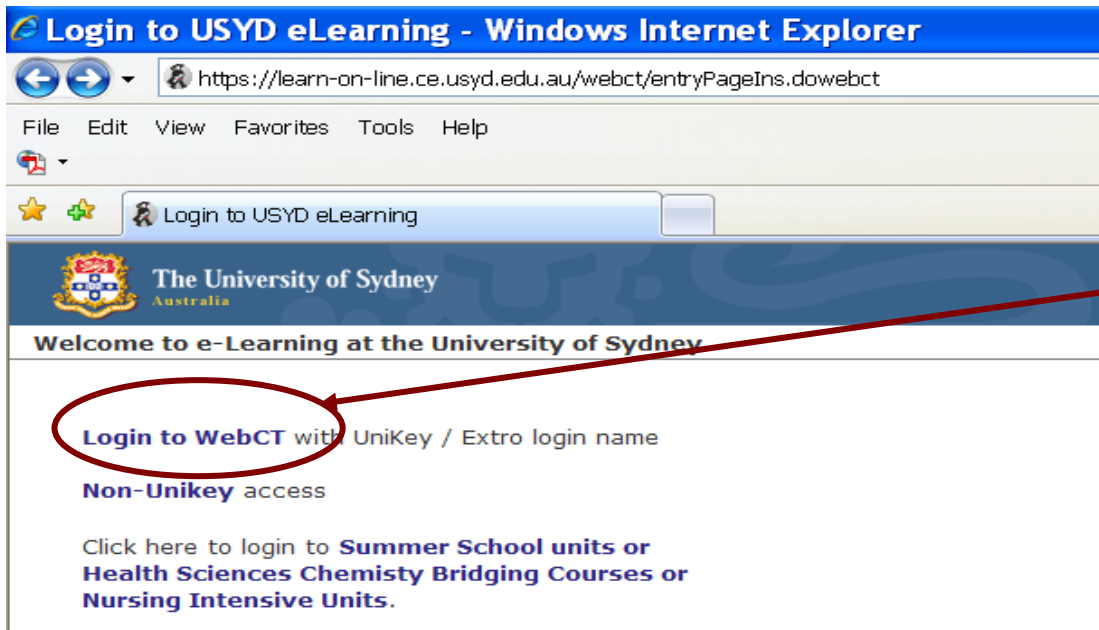 Login to USYD eLearning - Windows Internet Explorer
https://learn-on-line.ce.usyd.edu.au/webct/entryPageIns.dowebct
File Edit View Favorites Tools Help
Login to USYD eLearning
The University of Sydney
Australia
Welcome to e-Learning at the University of Sydney
Login to WebCT with UniKey / Extro login name
Non-Unikey access
Click here to login to Summer School units or
Health Sciences Chemisty Bridging Courses or
Nursing Intensive Units.